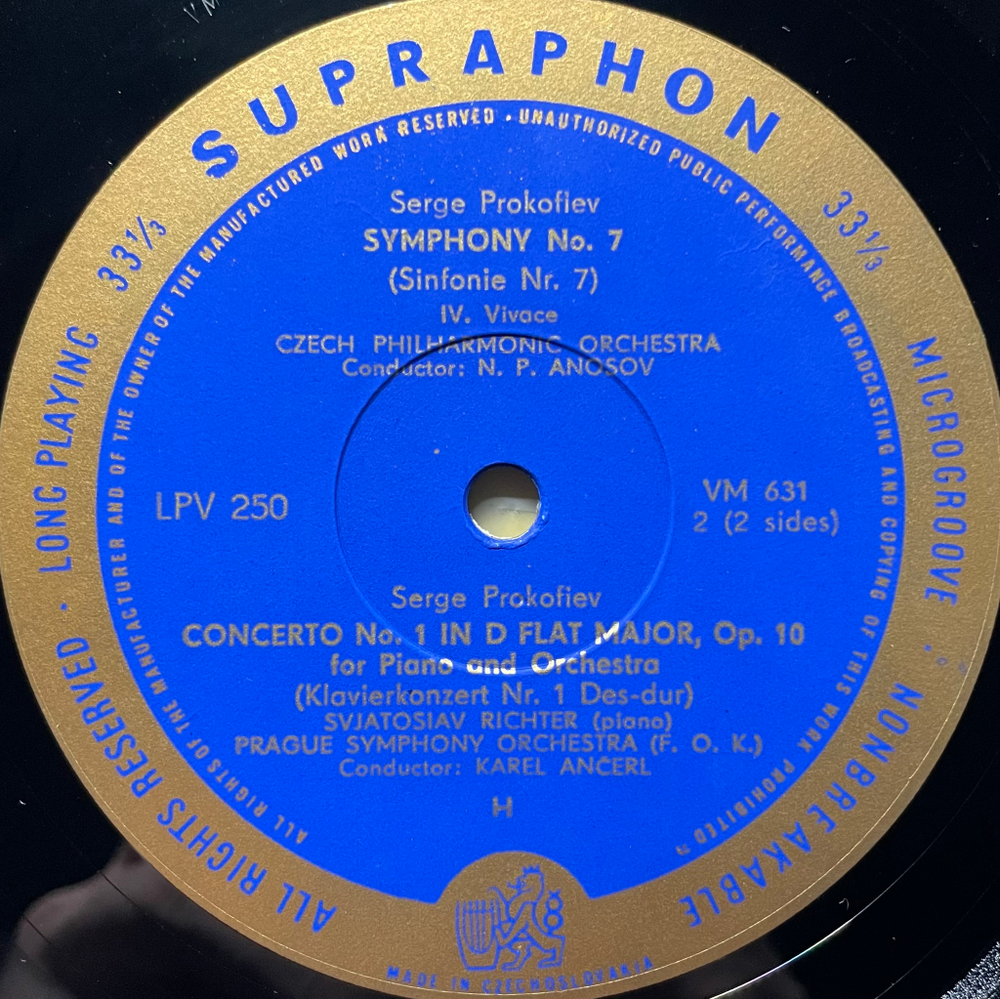 SUPRAPHON
ALL RIGHTS RESERVED · LONG PLAYING 33⅓
33⅓ MICROGROOVE · NONBREAKABLE
ALL RIGHTS OF THE MANUFACTURER AND OF THE OWNER OF THE MANUFACTURED WORK RESERVED · UNAUTHORIZED PUBLIC PERFORMANCE BROADCASTING AND COPYING OF THIS WORK PROHIBITED
Serge Prokofiev
SYMPHONY No. 7
(Sinfonie Nr. 7)
IV. Vivace
CZECH PHILHARMONIC ORCHESTRA
Conductor: N. P. ANOSOV
LPV 250
VM 631
2 (2 sides)
Serge Prokofiev
CONCERTO No. 1 IN D FLAT MAJOR, Op. 10
for Piano and Orchestra
(Klavierkonzert Nr. 1 Des-dur)
SVJATOSIAV RICHTER (piano)
PRAGUE SYMPHONY ORCHESTRA (F. O. K.)
Conductor: KAREL ANČERL
H
MADE IN CZECHOSLOVAKIA